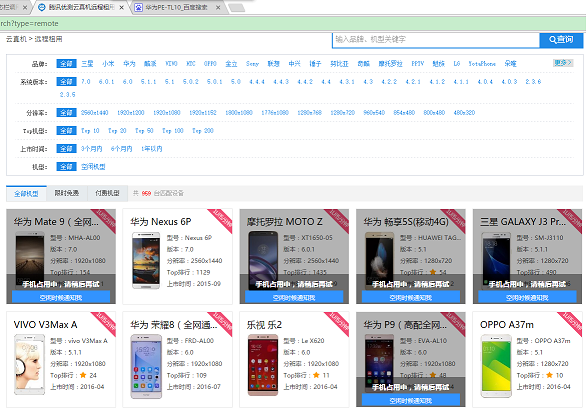 腾讯优测云真机远程租用
华为PE-TL10_百度搜索
rch?type=remote
云真机 > 远程租用
输入品牌、机型关键字
查询
品牌： 全部 三星 小米 华为 酷派 VIVO HTC OPPO 金立 Sony 联想 中兴 锤子 努比亚 奇酷 摩托罗拉 PPTV 魅族 LG YotaPhone 朵唯 更多
系统版本： 全部 7.0 6.0.1 6.0 5.1.1 5.1 5.0.2 5.0.1 5.0 4.4.4 4.4.3 4.4.2 4.4 4.3.1 4.3 4.2.2 4.2.1 4.1.2 4.1.1 4.0.4 4.0.3 2.3.6
2.3.5
分辨率： 全部 2560x1440 1920x1200 1920x1080 1920x1152 1800x1080 1776x1080 1280x768 1280x720 960x540 854x480 800x480 480x320
Top机型： 全部 Top 10 Top 20 Top 50 Top 100 Top 200
上市时间： 全部 3个月内 6个月内 1年以内
机型： 全部 空闲机型
全部机型 限时免费 付费机型 共 959 台匹配设备
华为 Mate 9（全网...
型号：MHA-AL00
版本：7.0
分辨率：1920x1080
Top排行：154
手机占用中，请稍后再试
空闲时候通知我
华为 Nexus 6P
型号：Nexus 6P
版本：7.0
分辨率：2560x1440
Top排行：1129
上市时间：2015-09
摩托罗拉 MOTO Z
型号：XT1650-05
版本：6.0.1
分辨率：2560x1440
Top排行：1435
手机占用中，请稍后再试
空闲时候通知我
华为 畅享5S(移动4G)
型号：HUAWEI TAG...
版本：5.1
分辨率：1280x720
Top排行：54
手机占用中，请稍后再试
空闲时候通知我
三星 GALAXY J3 Pr...
型号：SM-J3110
版本：5.1.1
分辨率：1280x720
Top排行：490
手机占用中，请稍后再试
空闲时候通知我
VIVO V3Max A
型号：vivo V3Max A
版本：5.1.1
分辨率：1920x1080
Top排行：24
上市时间：2016-04
华为 荣耀8（全网通...
型号：FRD-AL00
版本：6.0
分辨率：1920x1080
Top排行：109
上市时间：2016-07
乐视 乐2
型号：Le X620
版本：6.0
分辨率：1920x1080
Top排行：11
上市时间：2016-04
华为 P9（高配全网...
型号：EVA-AL10
版本：6.0
分辨率：1920x1080
Top排行：48
手机占用中，请稍后再试
空闲时候通知我
OPPO A37m
型号：OPPO A37m
版本：5.1
分辨率：1280x720
Top排行：10
上市时间：2016-04